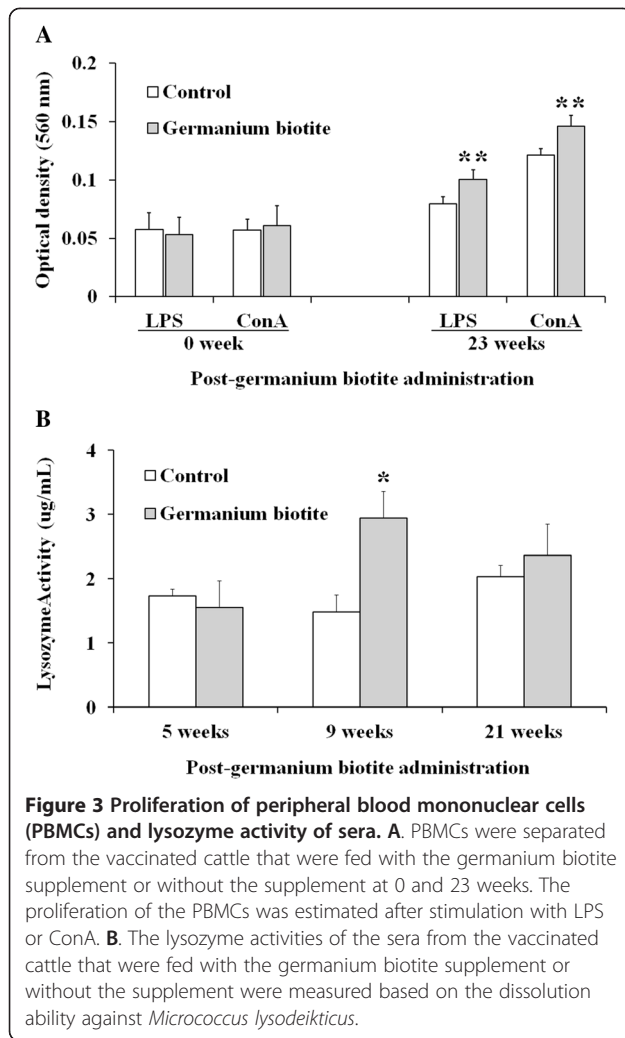 A
0.2
0.15
0.1
0.05
0
Optical density (560 nm)
Control
Germanium biotite
**
**
LPS ConA LPS ConA
0 week 23 weeks
Post-germanium biotite administration
B
4
3
2
1
0
LysozymeActivity (ug/mL)
Control
Germanium biotite
*
5 weeks 9 weeks 21 weeks
Post-germanium biotite administration
Figure 3 Proliferation of peripheral blood mononuclear cells
(PBMCs) and lysozyme activity of sera. A. PBMCs were separated
from the vaccinated cattle that were fed with the germanium biotite
supplement or without the supplement at 0 and 23 weeks. The
proliferation of the PBMCs was estimated after stimulation with LPS
or ConA. B. The lysozyme activities of the sera from the vaccinated
cattle that were fed with the germanium biotite supplement or
without the supplement were measured based on the dissolution
ability against Micrococcus lysodeikticus.